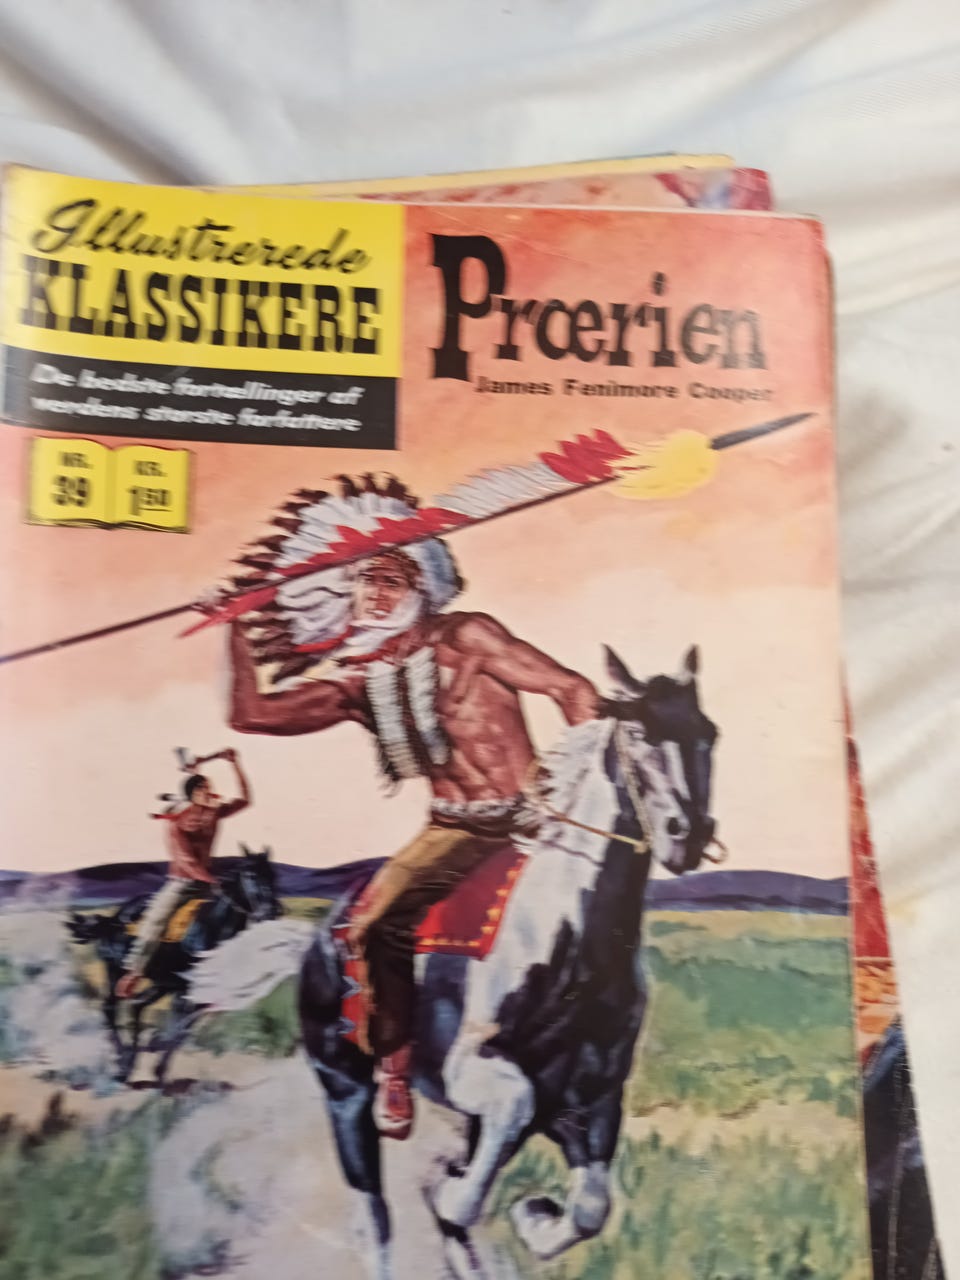 Illustrerede
KLASSIKERE
De bedste fortællinger af
verdens største forfattere
NR.
39
KR.
1 50
Prærien
James Fenimore Cooper